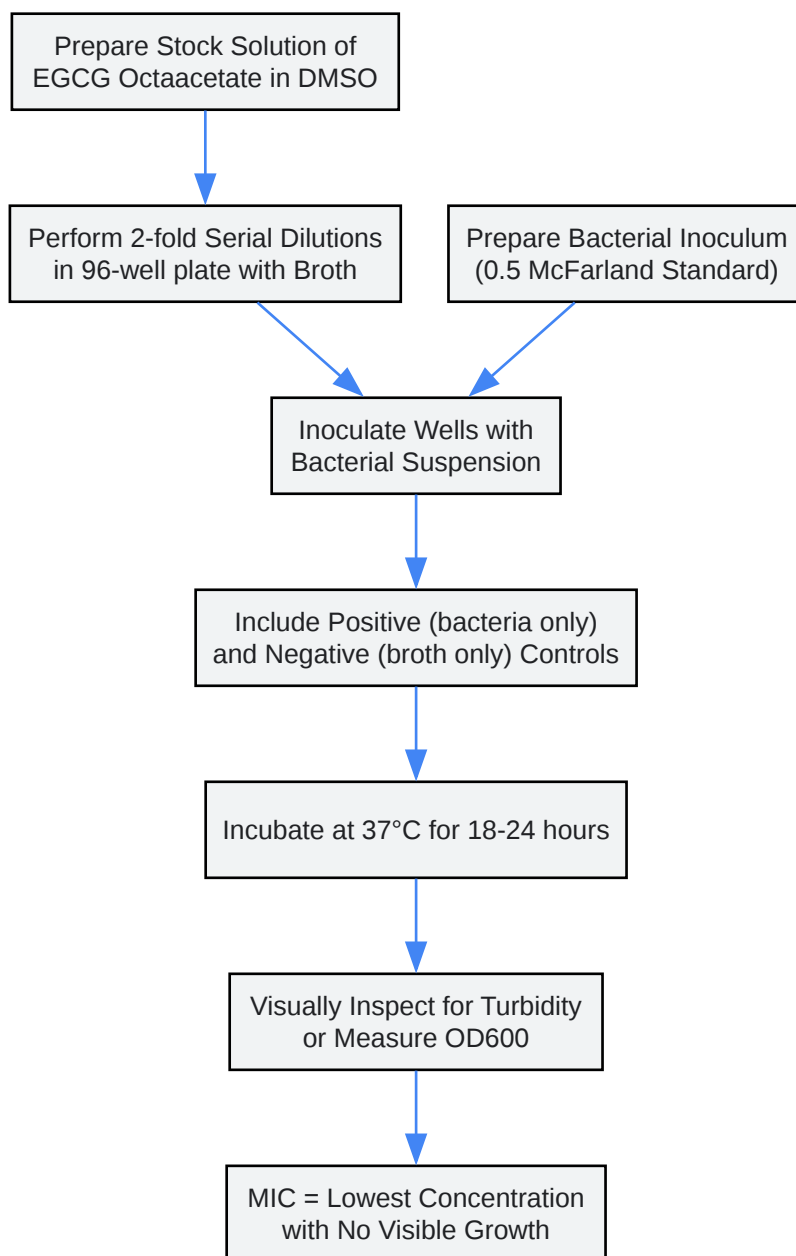 Prepare Stock Solution of
EGCG Octaacetate in DMSO
Perform 2-fold Serial Dilutions
in 96-well plate with Broth
Prepare Bacterial Inoculum
(0.5 McFarland Standard)
Inoculate Wells with
Bacterial Suspension
Include Positive (bacteria only)
and Negative (broth only) Controls
Incubate at 37°C for 18-24 hours
Visually Inspect for Turbidity
or Measure OD600
MIC = Lowest Concentration
with No Visible Growth